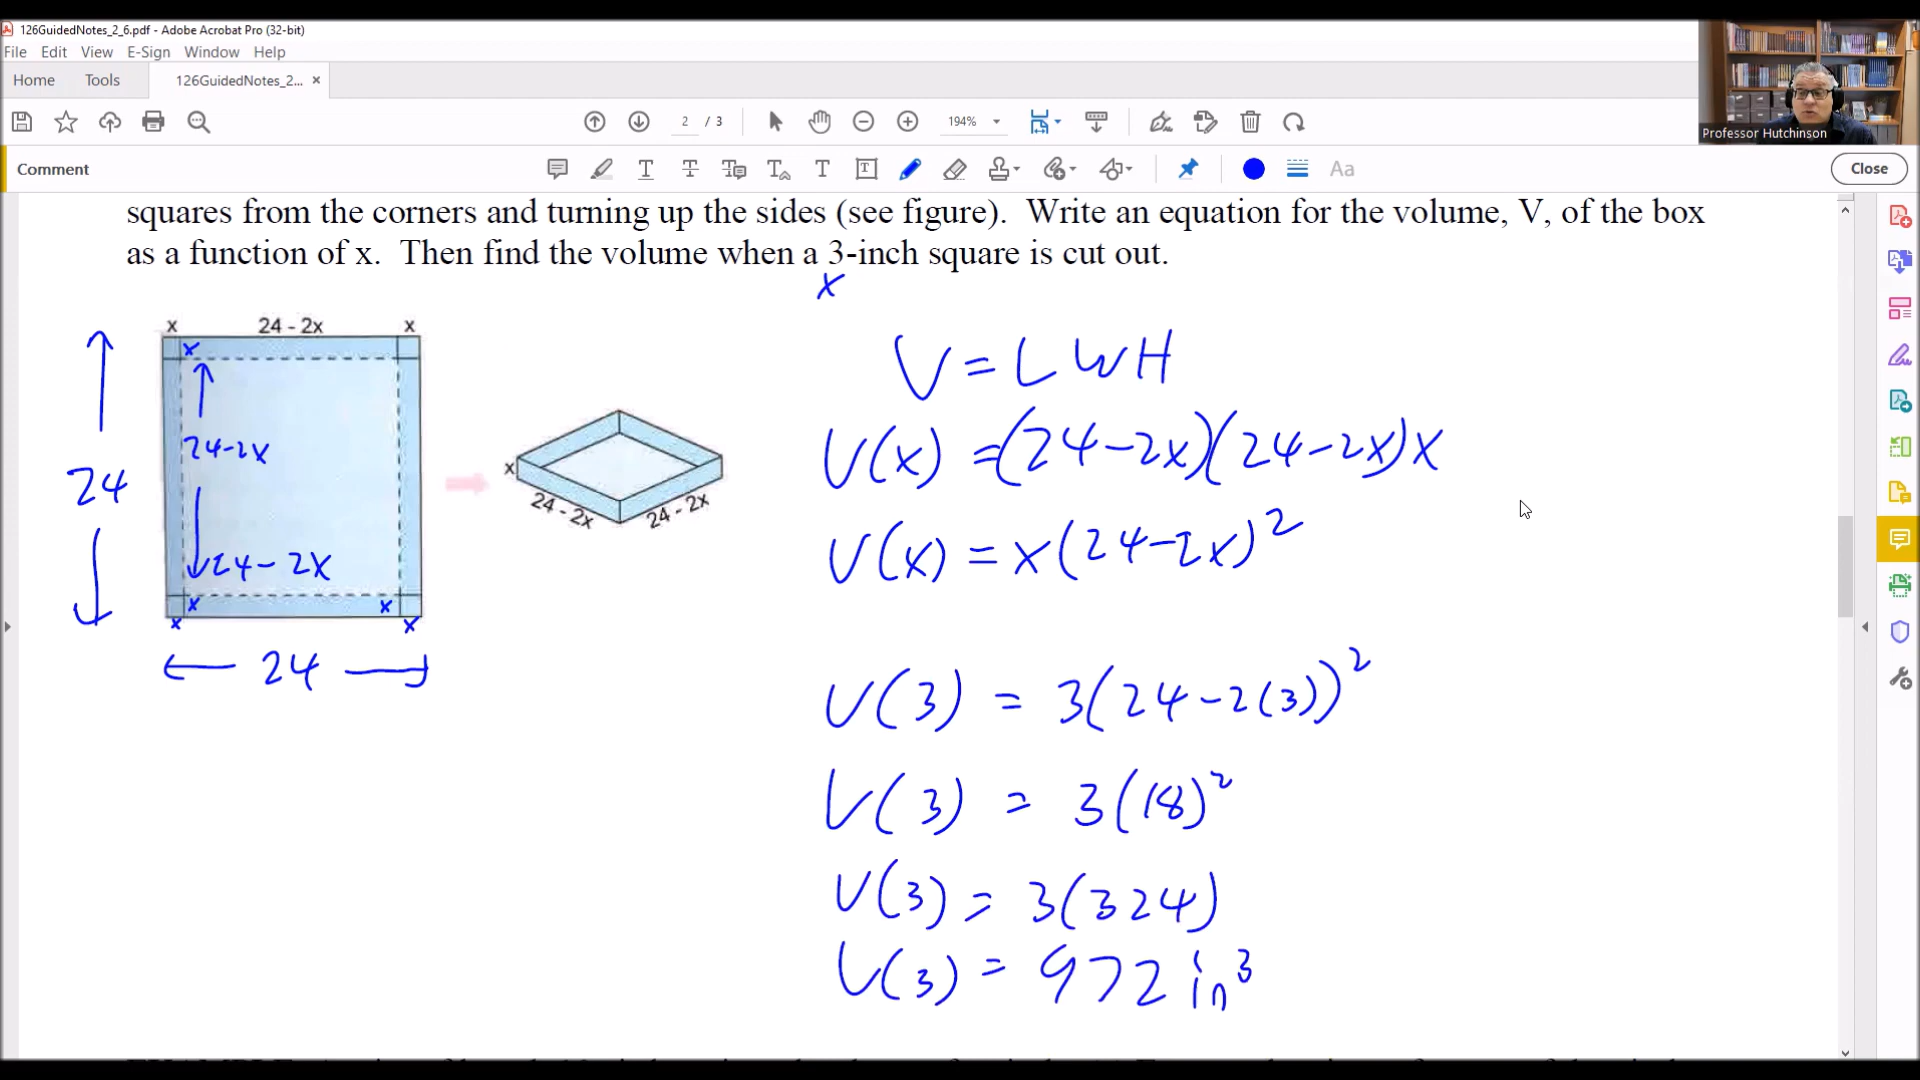 126GuidedNotes_2_6.pdf - Adobe Acrobat Pro (32-bit)
File Edit View E-Sign Window Help
Home Tools 126GuidedNotes_2... ×
2 / 3 194%
Professor Hutchinson
Comment Aa Close
squares from the corners and turning up the sides (see figure). Write an equation for the volume, V, of the box
as a function of x. Then find the volume when a 3-inch square is cut out.
x
x 24 - 2x x
x
24-2x
24
24-2x
x x
x x
24
x
24 - 2x 24 - 2x
V = LWH
V(x) = (24-2x)(24-2x)x
V(x) = x(24-2x)²
V(3) = 3(24-2(3))²
V(3) = 3(18)²
V(3) = 3(324)
V(3) = 972 in³